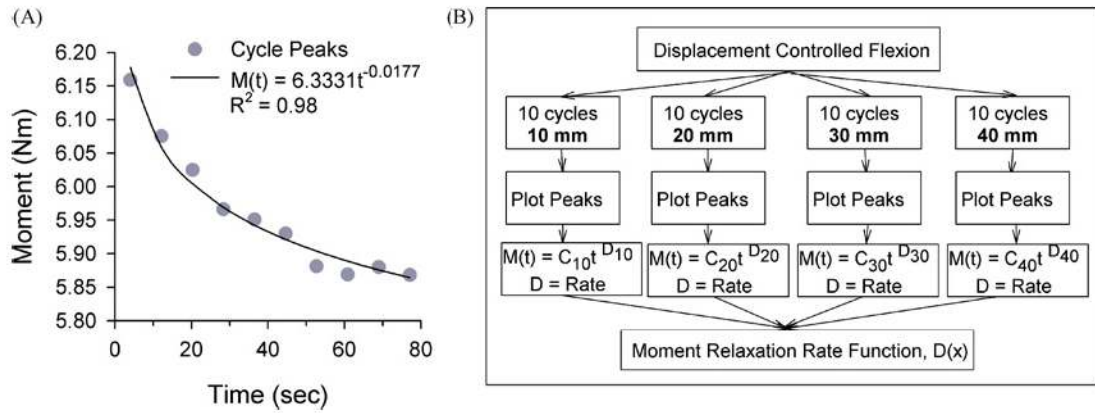 (A)
6.20
6.15
6.10
6.05
6.00
5.95
5.90
5.85
5.80
Moment (Nm)
Cycle Peaks
M(t) = 6.3331t^-0.0177
R^2 = 0.98
0 20 40 60 80
Time (sec)
(B)
Displacement Controlled Flexion
10 cycles 10 cycles 10 cycles 10 cycles
10 mm 20 mm 30 mm 40 mm
Plot Peaks Plot Peaks Plot Peaks Plot Peaks
M(t) = C10t D10 M(t) = C20t D20 M(t) = C30t D30 M(t) = C40t D40
D = Rate D = Rate D = Rate D = Rate
Moment Relaxation Rate Function, D(x)